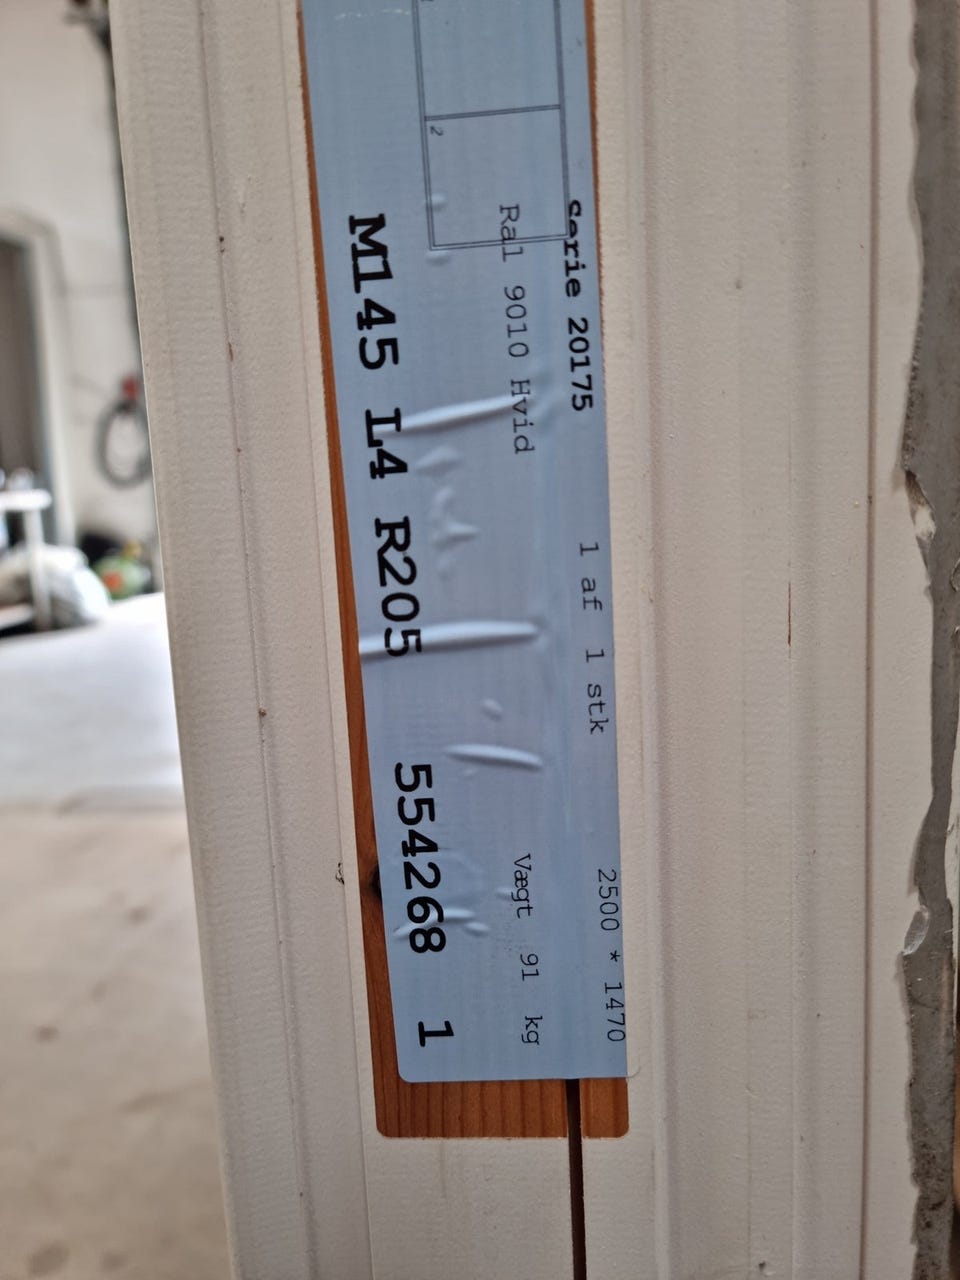 Serie 20175 1 af 1 stk 2500 * 1470
Ral 9010 Hvid Vægt 91 kg
2
M145 L4 R205 554268 1